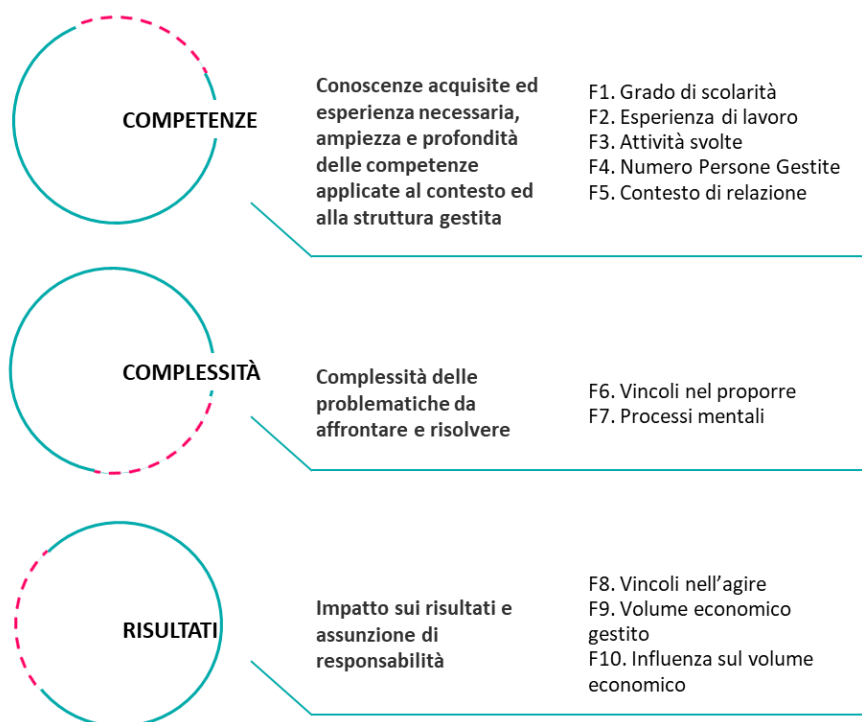 COMPETENZE
Conoscenze acquisite ed
esperienza necessaria,
ampiezza e profondità
delle competenze
applicate al contesto ed
alla struttura gestita
F1. Grado di scolarità
F2. Esperienza di lavoro
F3. Attività svolte
F4. Numero Persone Gestite
F5. Contesto di relazione
COMPLESSITÀ
Complessità delle
problematiche da
affrontare e risolvere
F6. Vincoli nel proporre
F7. Processi mentali
RISULTATI
Impatto sui risultati e
assunzione di
responsabilità
F8. Vincoli nell’agire
F9. Volume economico
gestito
F10. Influenza sul volume
economico